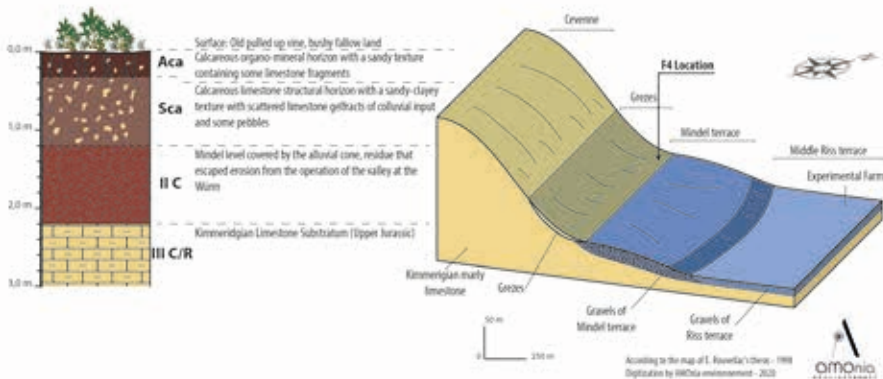 0,0 m
1,0 m
2,0 m
3,0 m
Aca
Sca
II C
III C/R
Surface: Old pulled up vine, bushy fallow land
Calcareous organo-mineral horizon with a sandy texture
containing some limestone fragments
Calcareous limestone structural horizon with a sandy-clayey
texture with scattered limestone gelifracts of colluvial input
and some pebbles
Mindel level covered by the alluvial cone, residue that
escaped erosion from the operation of the valley at the
Würm
Kimmeridgian Limestone Substratum (Upper Jurassic)
Cevenne
F4 Location
Grezes
Mindel terrace
Middle Riss terrace
Experimental Farm
Kimmerigian marly
limestone
Grezes
Gravels of
Mindel terrace
Gravels of
Riss terrace
50 m
0
250 m
According to the map of E. Rouvellac's thesis - 1998
Digitization by AMOnia environnement - 2020
amonia